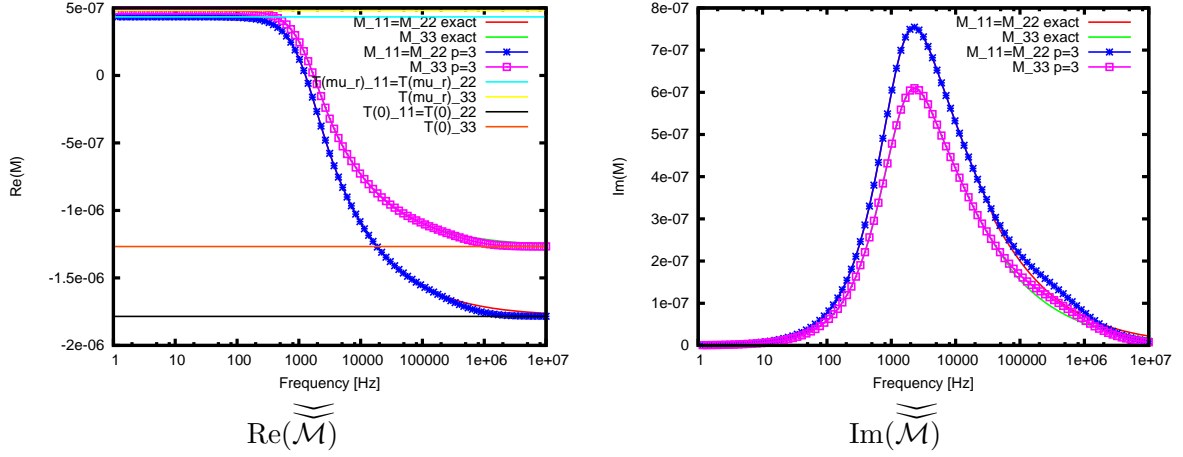 5e-07
0
-5e-07
-1e-06
-1.5e-06
-2e-06
1 10 100 1000 10000 100000 1e+06 1e+07
Re(M)
Frequency [Hz]
M_11=M_22 exact
M_33 exact
M_11=M_22 p=3
M_33 p=3
T(mu_r)_11=T(mu_r)_22
T(mu_r)_33
T(0)_11=T(0)_22
T(0)_33
Re(ℳ)
8e-07
7e-07
6e-07
5e-07
4e-07
3e-07
2e-07
1e-07
0
1 10 100 1000 10000 100000 1e+06 1e+07
Im(M)
Frequency [Hz]
M_11=M_22 exact
M_33 exact
M_11=M_22 p=3
M_33 p=3
Im(ℳ)